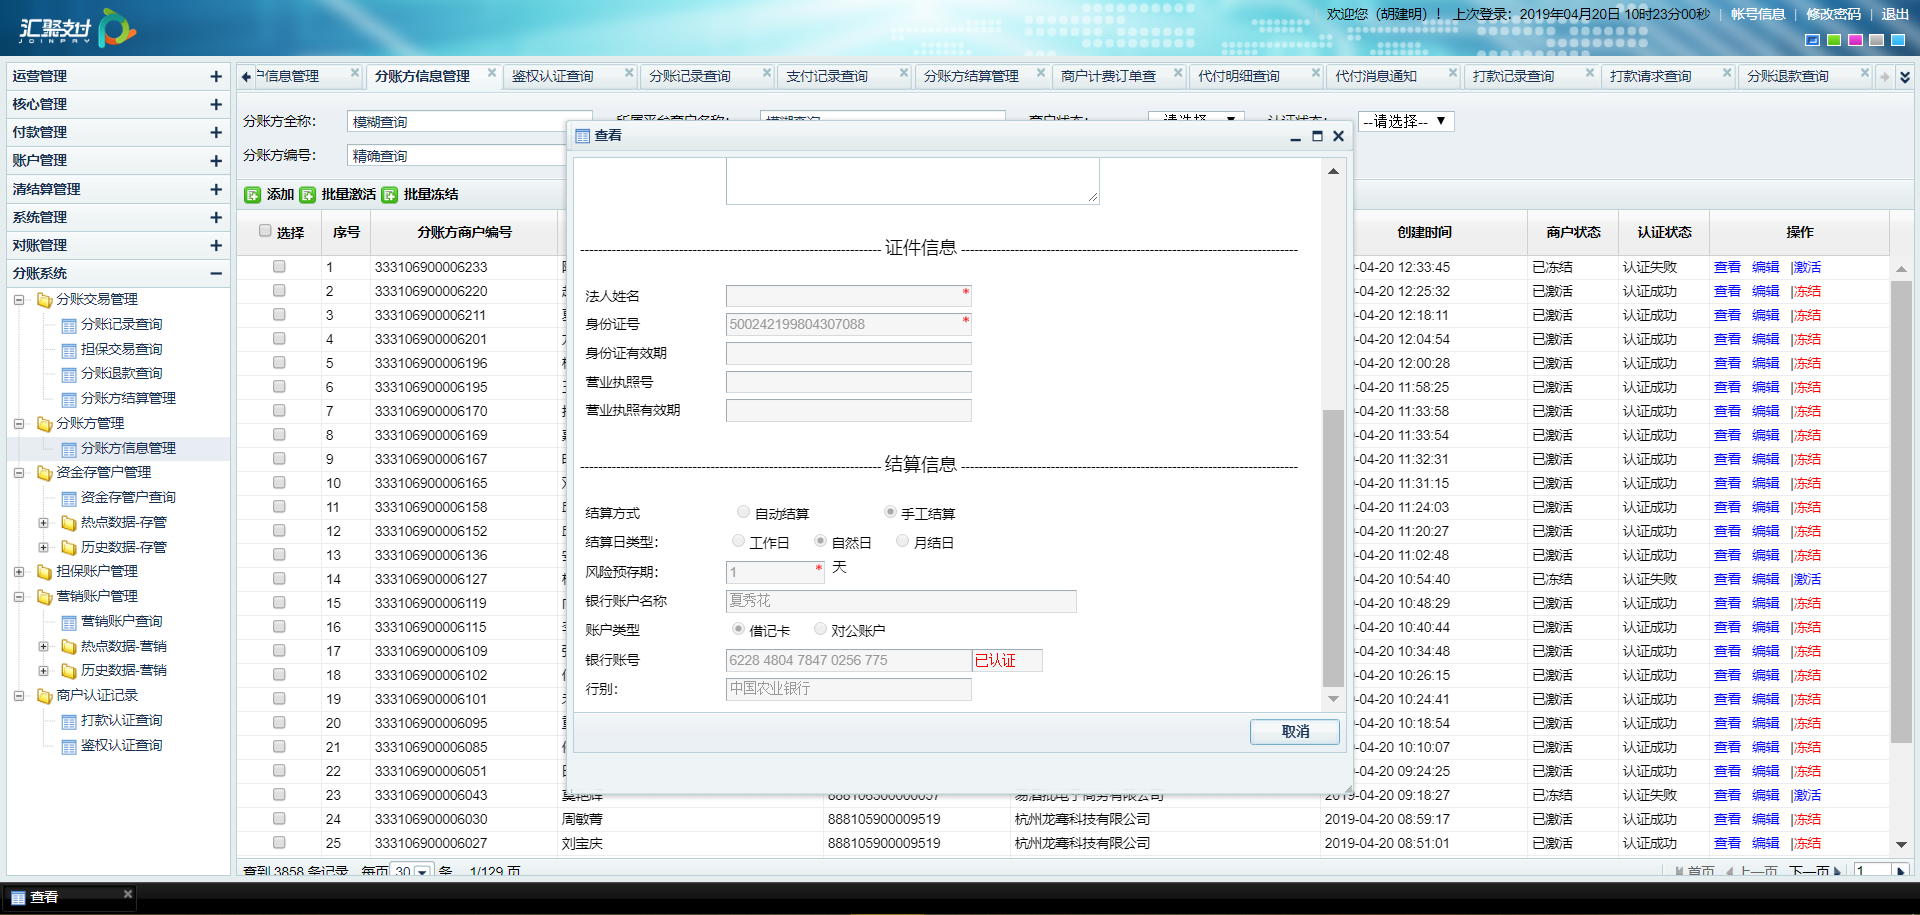 汇聚支付
JOINPAY
欢迎您（胡建明）！ 上次登录：2019年04月20日 10时23分00秒 | 帐号信息 | 修改密码 | 退出
运营管理
核心管理
付款管理
账户管理
清结算管理
系统管理
对账管理
分账系统
分账交易管理
分账记录查询
担保交易查询
分账退款查询
分账方结算管理
分账方管理
分账方信息管理
资金存管户管理
资金存管户查询
热点数据-存管
历史数据-存管
担保账户管理
营销账户管理
营销账户查询
热点数据-营销
历史数据-营销
商户认证记录
打款认证查询
鉴权认证查询
户信息管理 分账方信息管理 鉴权认证查询 分账记录查询 支付记录查询 分账方结算管理 商户计费订单查 代付明细查询 代付消息通知 打款记录查询 打款请求查询 分账退款查询
分账方全称： 模糊查询 所属平台商户名称： 模糊查询 商户状态： --请选择-- 认证状态： --请选择--
分账方编号： 精确查询
添加 批量激活 批量冻结
选择 序号 分账方商户编号 创建时间 商户状态 认证状态 操作
1 333106900006233 -04-20 12:33:45 已冻结 认证失败 查看 编辑 |激活
2 333106900006220 -04-20 12:25:32 已激活 认证成功 查看 编辑 |冻结
3 333106900006211 -04-20 12:18:11 已激活 认证成功 查看 编辑 |冻结
4 333106900006201 -04-20 12:04:54 已激活 认证成功 查看 编辑 |冻结
5 333106900006196 -04-20 12:00:28 已激活 认证成功 查看 编辑 |冻结
6 333106900006195 -04-20 11:58:25 已激活 认证成功 查看 编辑 |冻结
7 333106900006170 -04-20 11:33:58 已激活 认证成功 查看 编辑 |冻结
8 333106900006169 -04-20 11:33:54 已激活 认证成功 查看 编辑 |冻结
9 333106900006167 -04-20 11:32:31 已激活 认证成功 查看 编辑 |冻结
10 333106900006165 -04-20 11:31:15 已激活 认证成功 查看 编辑 |冻结
11 333106900006158 -04-20 11:24:03 已激活 认证成功 查看 编辑 |冻结
12 333106900006152 -04-20 11:20:27 已激活 认证成功 查看 编辑 |冻结
13 333106900006136 -04-20 11:02:48 已激活 认证成功 查看 编辑 |冻结
14 333106900006127 -04-20 10:54:40 已冻结 认证失败 查看 编辑 |激活
15 333106900006119 -04-20 10:48:29 已激活 认证成功 查看 编辑 |冻结
16 333106900006115 -04-20 10:40:44 已激活 认证成功 查看 编辑 |冻结
17 333106900006109 -04-20 10:34:48 已激活 认证成功 查看 编辑 |冻结
18 333106900006102 -04-20 10:26:15 已激活 认证成功 查看 编辑 |冻结
19 333106900006101 -04-20 10:24:41 已激活 认证成功 查看 编辑 |冻结
20 333106900006095 -04-20 10:18:54 已激活 认证成功 查看 编辑 |冻结
21 333106900006085 -04-20 10:10:07 已激活 认证成功 查看 编辑 |冻结
22 333106900006051 -04-20 09:24:25 已激活 认证成功 查看 编辑 |冻结
23 333106900006043 莫艳辉 888106300000057 易酒批电子商务有限公司 2019-04-20 09:18:27 已冻结 认证失败 查看 编辑 |激活
24 333106900006030 周敏菁 888105900009519 杭州龙骞科技有限公司 2019-04-20 08:59:17 已激活 认证成功 查看 编辑 |冻结
25 333106900006027 刘宝庆 888105900009519 杭州龙骞科技有限公司 2019-04-20 08:51:01 已激活 认证成功 查看 编辑 |冻结
查到 3858 条记录 每页 30 条 1/129 页 首页 上一页 下一页 1
查看
证件信息
法人姓名 *
身份证号 500242199804307088 *
身份证有效期
营业执照号
营业执照有效期
结算信息
结算方式 自动结算 手工结算
结算日类型： 工作日 自然日 月结日
风险预存期： 1 * 天
银行账户名称 夏秀花
账户类型 借记卡 对公账户
银行账号 6228 4804 7847 0256 775 已认证
行别： 中国农业银行
取消
查看